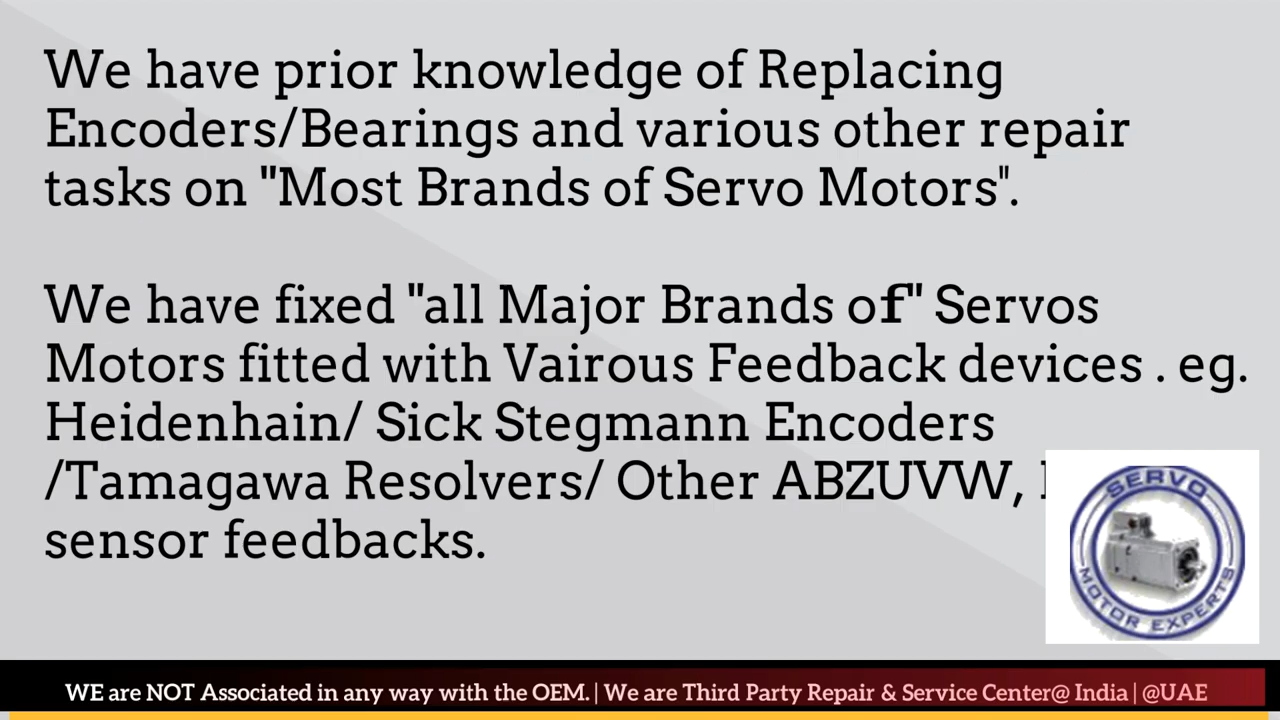 We have prior knowledge of Replacing
Encoders/Bearings and various other repair
tasks on "Most Brands of Servo Motors".
We have fixed "all Major Brands of" Servos
Motors fitted with Vairous Feedback devices . eg.
Heidenhain/ Sick Stegmann Encoders
/Tamagawa Resolvers/ Other ABZUVW,
sensor feedbacks.
SERVO
MOTOR EXPERTS
WE are NOT Associated in any way with the OEM. | We are Third Party Repair & Service Center@ India | @UAE